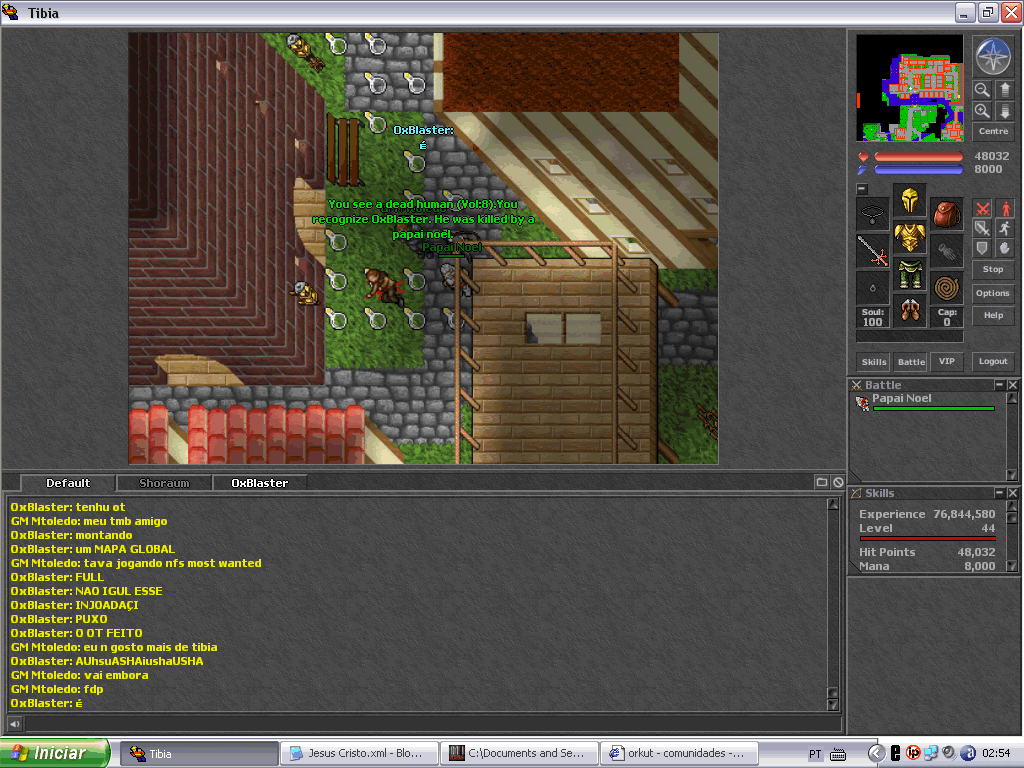 Tibia
OxBlaster:
É
You see a dead human (Vol:8).You
recognize OxBlaster. He was killed by a
papai noel.
Papai Noel
Centre
48032
8000
Stop
Options
Help
Soul:
100
Cap:
0
Skills
Battle
VIP
Logout
Battle
Papai Noel
Skills
Experience 76,844,580
Level 44
Hit Points 48,032
Mana 8,000
Default
Shoraum
OxBlaster
OxBlaster: tenhu ot
GM Mtoledo: meu tmb amigo
OxBlaster: montando
OxBlaster: um MAPA GLOBAL
GM Mtoledo: tava jogando nfs most wanted
OxBlaster: FULL
OxBlaster: NAO IGUL ESSE
OxBlaster: INJOADAÇI
OxBlaster: PUXO
OxBlaster: O OT FEITO
GM Mtoledo: eu n gosto mais de tibia
OxBlaster: AUhsuASHAiushaUSHA
GM Mtoledo: vai embora
GM Mtoledo: fdp
OxBlaster: É
Iniciar
Tibia
Jesus Cristo.xml - Blo...
C:\Documents and Se...
orkut - comunidades -...
PT
02:54